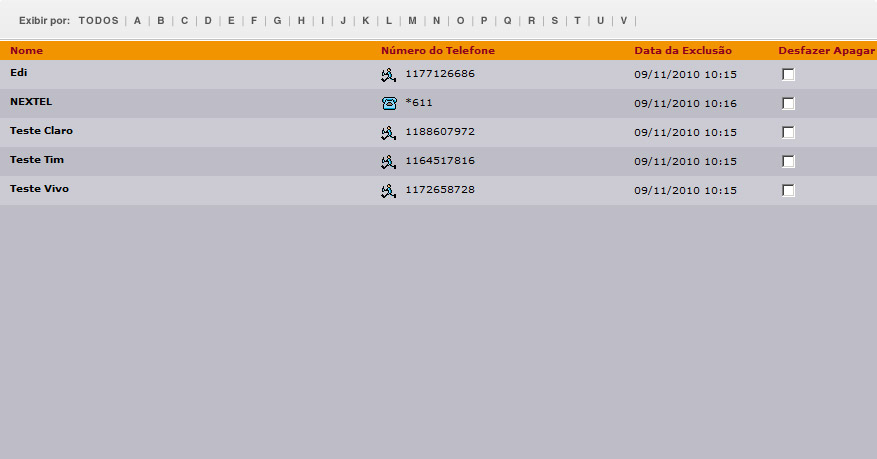 Exibir por: TODOS | A | B | C | D | E | F | G | H | I | J | K | L | M | N | O | P | Q | R | S | T | U | V |
Nome Número do Telefone Data da Exclusão Desfazer Apagar
Edi 1177126686 09/11/2010 10:15
NEXTEL *611 09/11/2010 10:16
Teste Claro 1188607972 09/11/2010 10:15
Teste Tim 1164517816 09/11/2010 10:15
Teste Vivo 1172658728 09/11/2010 10:15